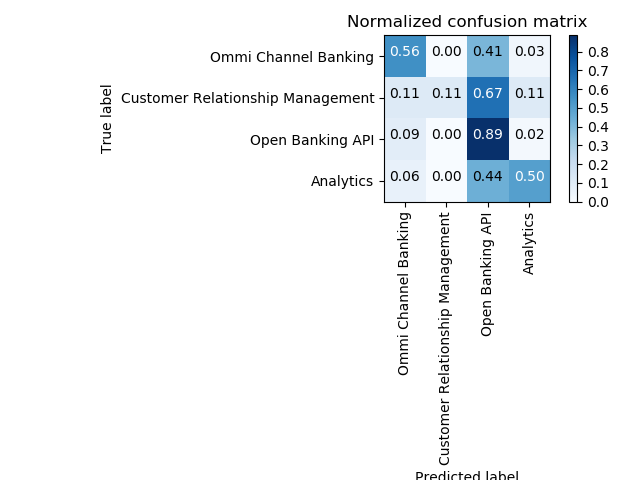 Normalized confusion matrix
Ommi Channel Banking 0.56 0.00 0.41 0.03
Customer Relationship Management 0.11 0.11 0.67 0.11
Open Banking API 0.09 0.00 0.89 0.02
Analytics 0.06 0.00 0.44 0.50
True label
0.8
0.7
0.6
0.5
0.4
0.3
0.2
0.1
0.0
Ommi Channel Banking
Customer Relationship Management
Open Banking API
Analytics
Predicted label